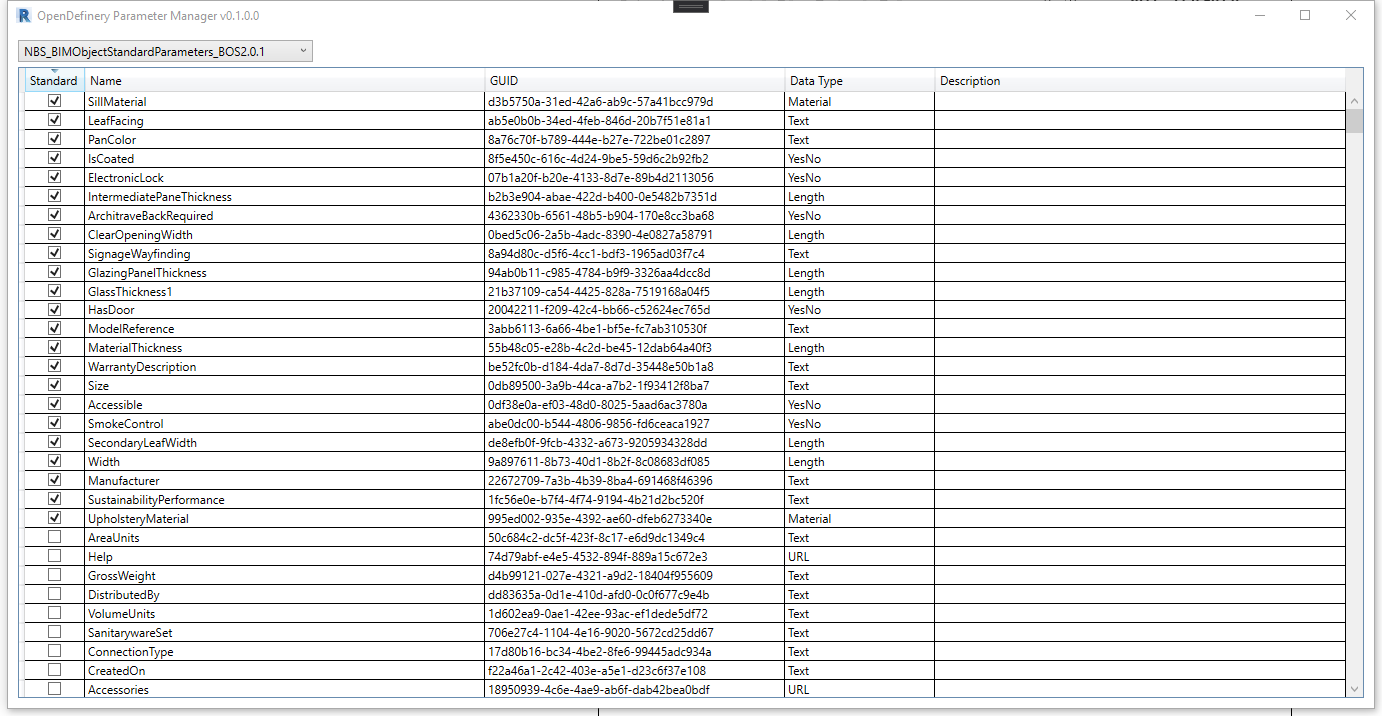 OpenDefinery Parameter Manager v0.1.0.0
NBS_BIMObjectStandardParameters_BOS2.0.1
Standard Name GUID Data Type Description
SillMaterial d3b5750a-31ed-42a6-ab9c-57a41bcc979d Material
LeafFacing ab5e0b0b-34ed-4feb-846d-20b7f51e81a1 Text
PanColor 8a76c70f-b789-444e-b27e-722be01c2897 Text
IsCoated 8f5e450c-616c-4d24-9be5-59d6c2b92fb2 YesNo
ElectronicLock 07b1a20f-b20e-4133-8d7e-89b4d2113056 YesNo
IntermediatePaneThickness b2b3e904-abae-422d-b400-0e5482b7351d Length
ArchitraveBackRequired 4362330b-6561-48b5-b904-170e8cc3ba68 YesNo
ClearOpeningWidth 0bed5c06-2a5b-4adc-8390-4e0827a58791 Length
SignageWayfinding 8a94d80c-d5f6-4cc1-bdf3-1965ad03f7c4 Text
GlazingPanelThickness 94ab0b11-c985-4784-b9f9-3326aa4dcc8d Length
GlassThickness1 21b37109-ca54-4425-828a-7519168a04f5 Length
HasDoor 20042211-f209-42c4-bb66-c52624ec765d YesNo
ModelReference 3abb6113-6a66-4be1-bf5e-fc7ab310530f Text
MaterialThickness 55b48c05-e28b-4c2d-be45-12dab64a40f3 Length
WarrantyDescription be52fc0b-d184-4da7-8d7d-35448e50b1a8 Text
Size 0db89500-3a9b-44ca-a7b2-1f93412f8ba7 Text
Accessible 0df38e0a-ef03-48d0-8025-5aad6ac3780a YesNo
SmokeControl abe0dc00-b544-4806-9856-fd6ceaca1927 YesNo
SecondaryLeafWidth de8efb0f-9fcb-4332-a673-9205934328dd Length
Width 9a897611-8b73-40d1-8b2f-8c08683df085 Length
Manufacturer 22672709-7a3b-4b39-8ba4-691468f46396 Text
SustainabilityPerformance 1fc56e0e-b7f4-4f74-9194-4b21d2bc520f Text
UpholsteryMaterial 995ed002-935e-4392-ae60-dfeb6273340e Material
AreaUnits 50c684c2-dc5f-423f-8c17-e6d9dc1349c4 Text
Help 74d79abf-e4e5-4532-894f-889a15c672e3 URL
GrossWeight d4b99121-027e-4321-a9d2-18404f955609 Text
DistributedBy dd83635a-0d1e-410d-afd0-0c0f677c9e4b Text
VolumeUnits 1d602ea9-0ae1-42ee-93ac-ef1dede5df72 Text
SanitarywareSet 706e27c4-1104-4e16-9020-5672cd25dd67 Text
ConnectionType 17d80b16-bc34-4be2-8fe6-99445adc934a Text
CreatedOn f22a46a1-2c42-403e-a5e1-d23c6f37e108 Text
Accessories 18950939-4c6e-4ae9-ab6f-dab42bea0bdf URL